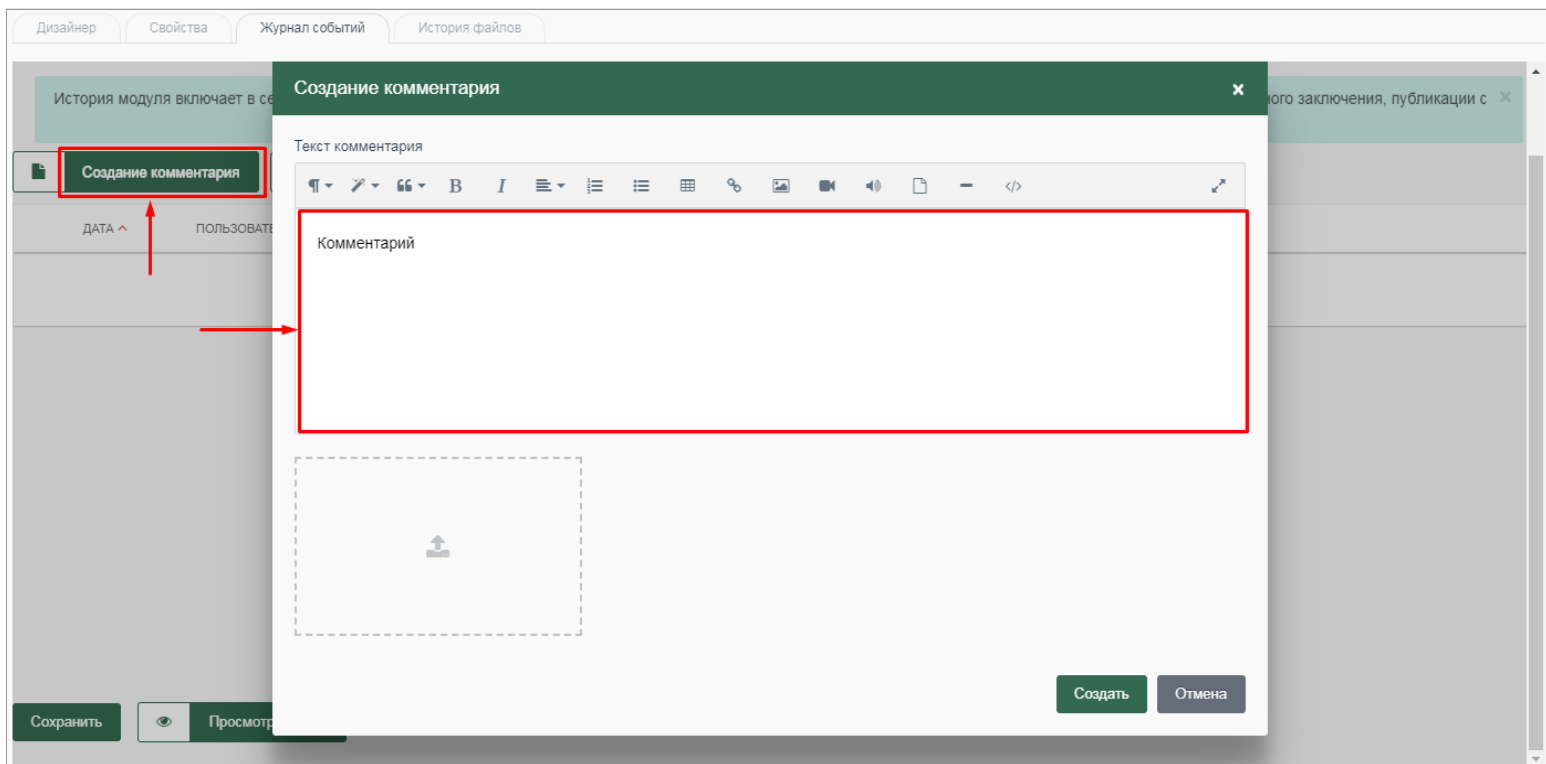 Дизайнер Свойства Журнал событий История файлов
Создание комментария
История модуля включает в се
ного заключения, публикации с
Текст комментария
Создание комментария
B I
ДАТА ПОЛЬЗОВАТЕ
Комментарий
Создать Отмена
Сохранить Просмотр